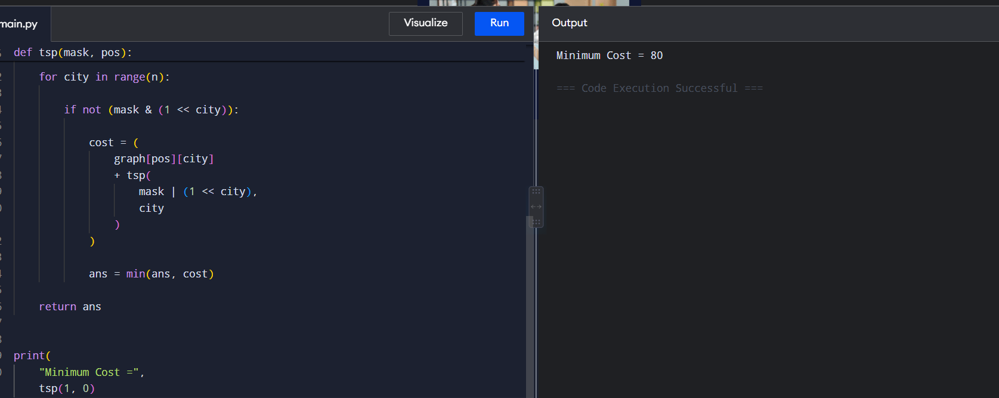 main.py
Visualize
Run
Output
def tsp(mask, pos):
for city in range(n):
if not (mask & (1 << city)):
cost = (
graph[pos][city]
+ tsp(
mask | (1 << city),
city
)
)
ans = min(ans, cost)
return ans
print(
"Minimum Cost =",
tsp(1, 0)
Minimum Cost = 80
=== Code Execution Successful ===